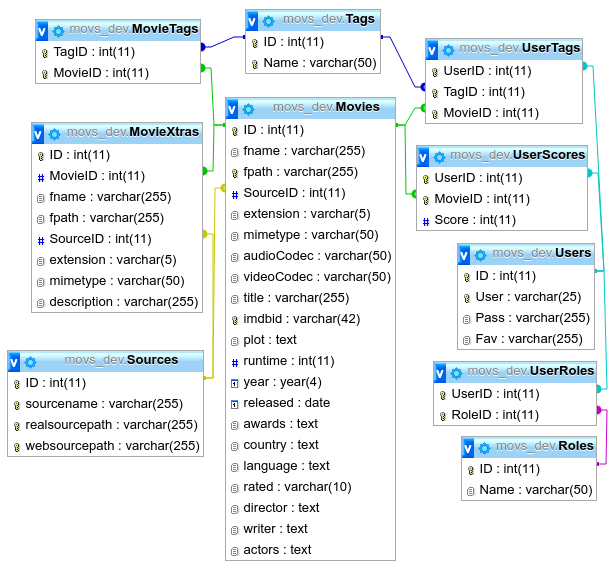 movs_dev.MovieTags
TagID : int(11)
MovieID : int(11)
movs_dev.Tags
ID : int(11)
Name : varchar(50)
movs_dev.UserTags
UserID : int(11)
TagID : int(11)
MovieID : int(11)
movs_dev.MovieXtras
ID : int(11)
MovieID : int(11)
fname : varchar(255)
fpath : varchar(255)
SourceID : int(11)
extension : varchar(5)
mimetype : varchar(50)
description : varchar(255)
movs_dev.Movies
ID : int(11)
fname : varchar(255)
fpath : varchar(255)
SourceID : int(11)
extension : varchar(5)
mimetype : varchar(50)
audioCodec : varchar(50)
videoCodec : varchar(50)
title : varchar(255)
imdbid : varchar(42)
plot : text
runtime : int(11)
year : year(4)
released : date
awards : text
country : text
language : text
rated : varchar(10)
director : text
writer : text
actors : text
movs_dev.UserScores
UserID : int(11)
MovieID : int(11)
Score : int(11)
movs_dev.Users
ID : int(11)
User : varchar(25)
Pass : varchar(255)
Fav : varchar(255)
movs_dev.Sources
ID : int(11)
sourcename : varchar(255)
realsourcepath : varchar(255)
websourcepath : varchar(255)
movs_dev.UserRoles
UserID : int(11)
RoleID : int(11)
movs_dev.Roles
ID : int(11)
Name : varchar(50)